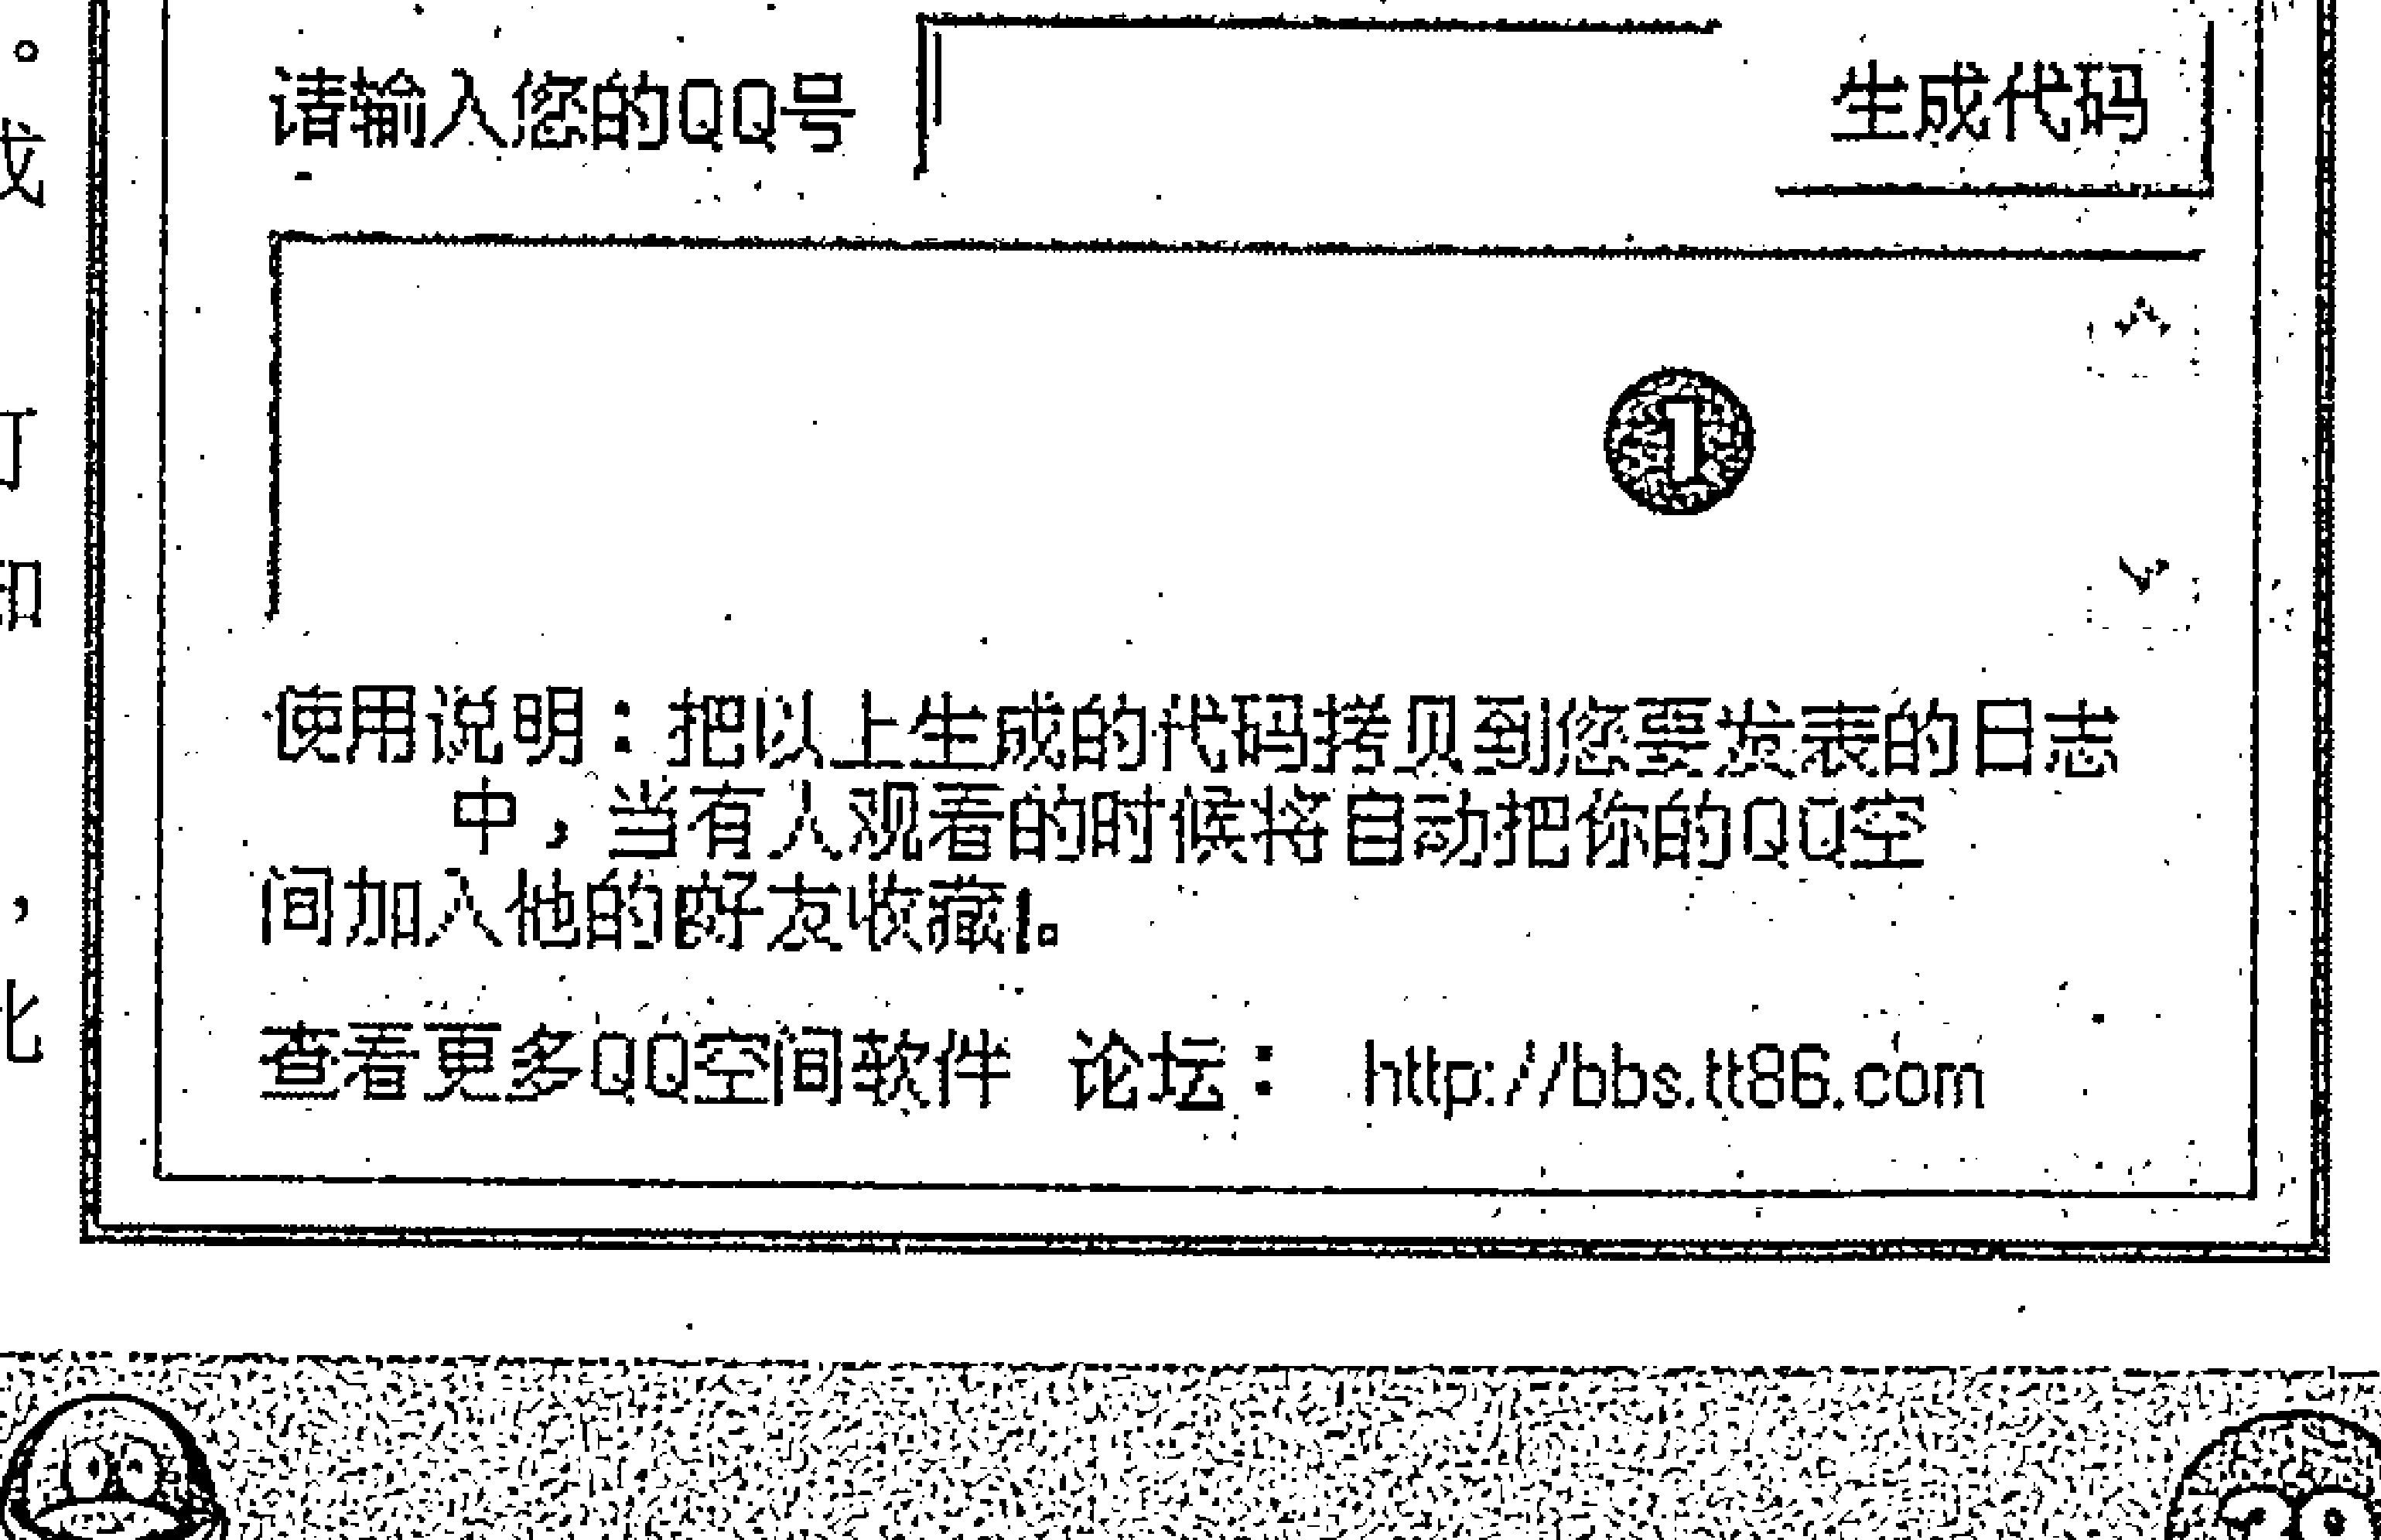 。
成
请输入您的QQ号
生成代码
1
和
使用说明：把以上生成的代码拷贝到您要发表的日志
中，当有人观看的时候将自动把你的QQ空
间加入他的好友收藏!。
，
查看更多QQ空间软件 论坛： http://bbs.tt86.com